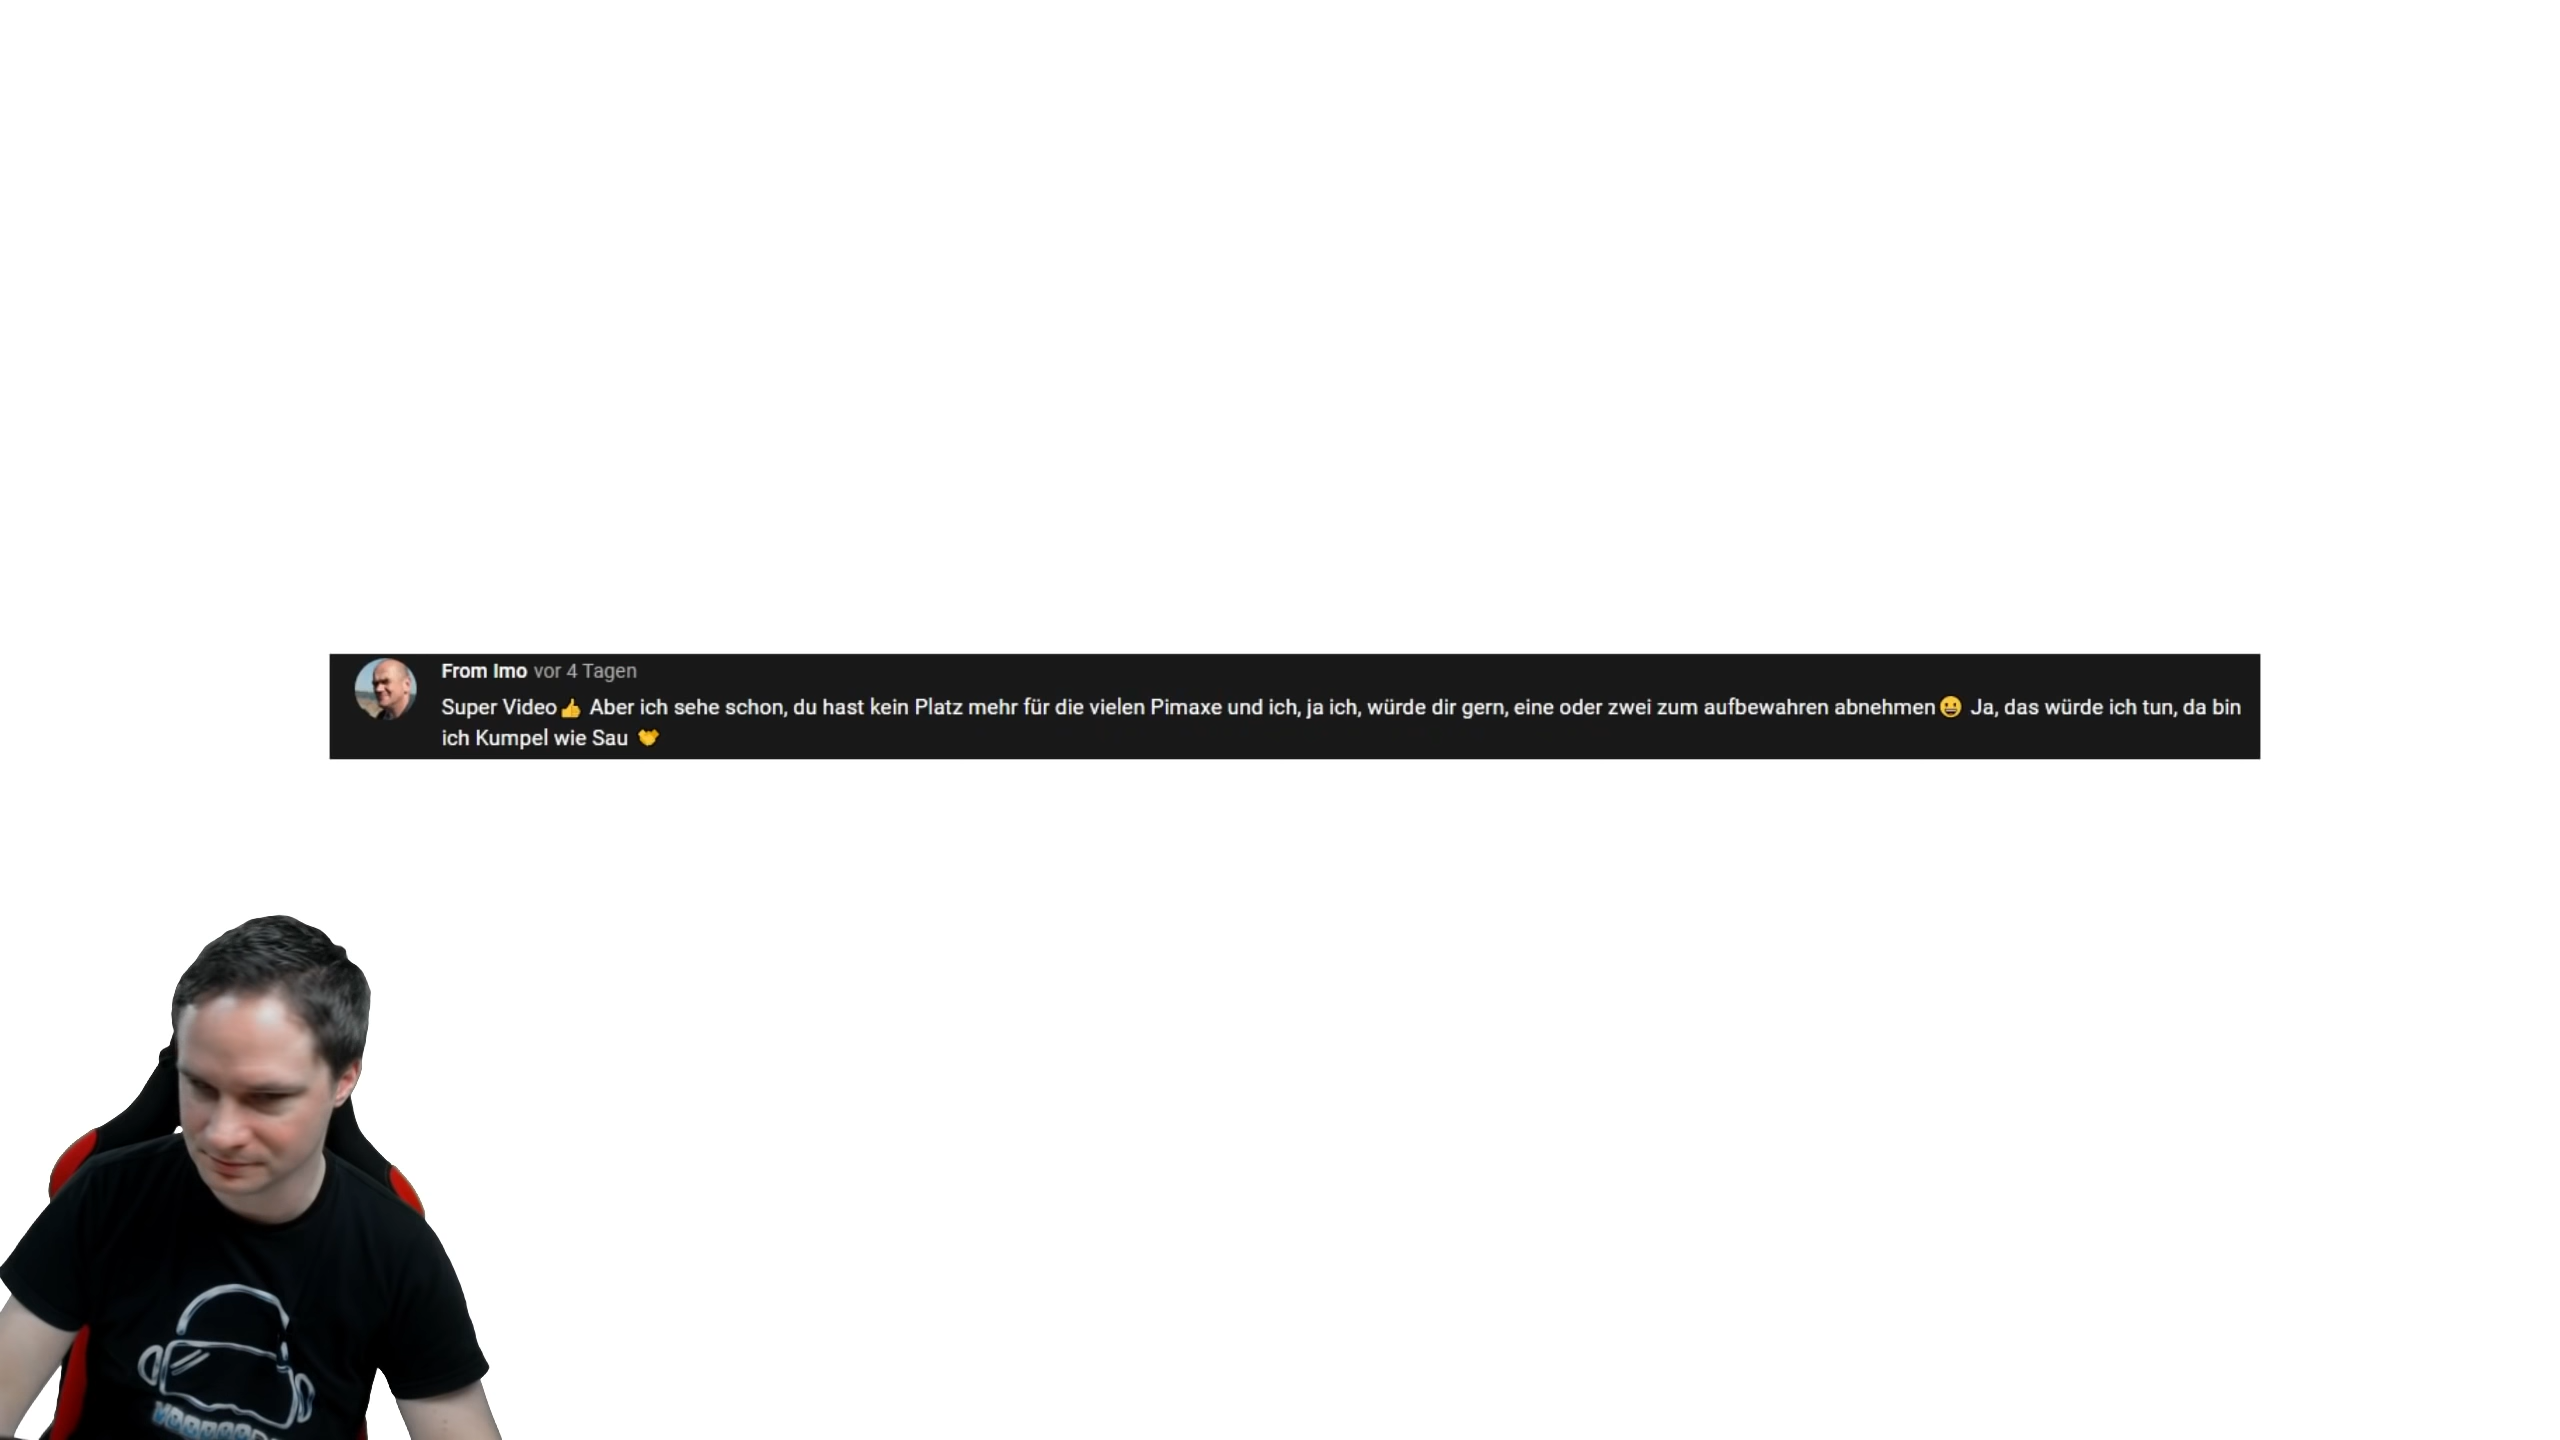 From Imo vor 4 Tagen
Super Video👍 Aber ich sehe schon, du hast kein Platz mehr für die vielen Pimaxe und ich, ja ich, würde dir gern, eine oder zwei zum aufbewahren abnehmen😀 Ja, das würde ich tun, da bin
ich Kumpel wie Sau 🤝